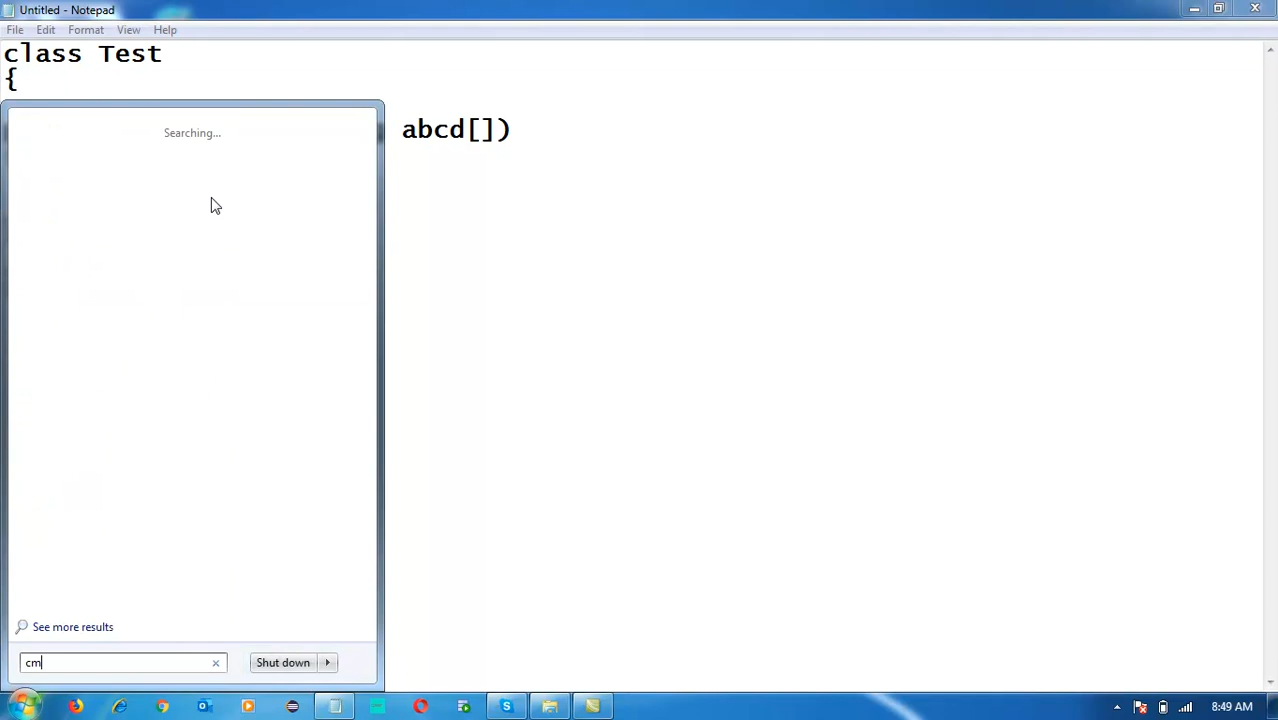 Untitled - Notepad
File Edit Format View Help
class Test
{
abcd[])
Searching...
See more results
cm
Shut down
8:49 AM